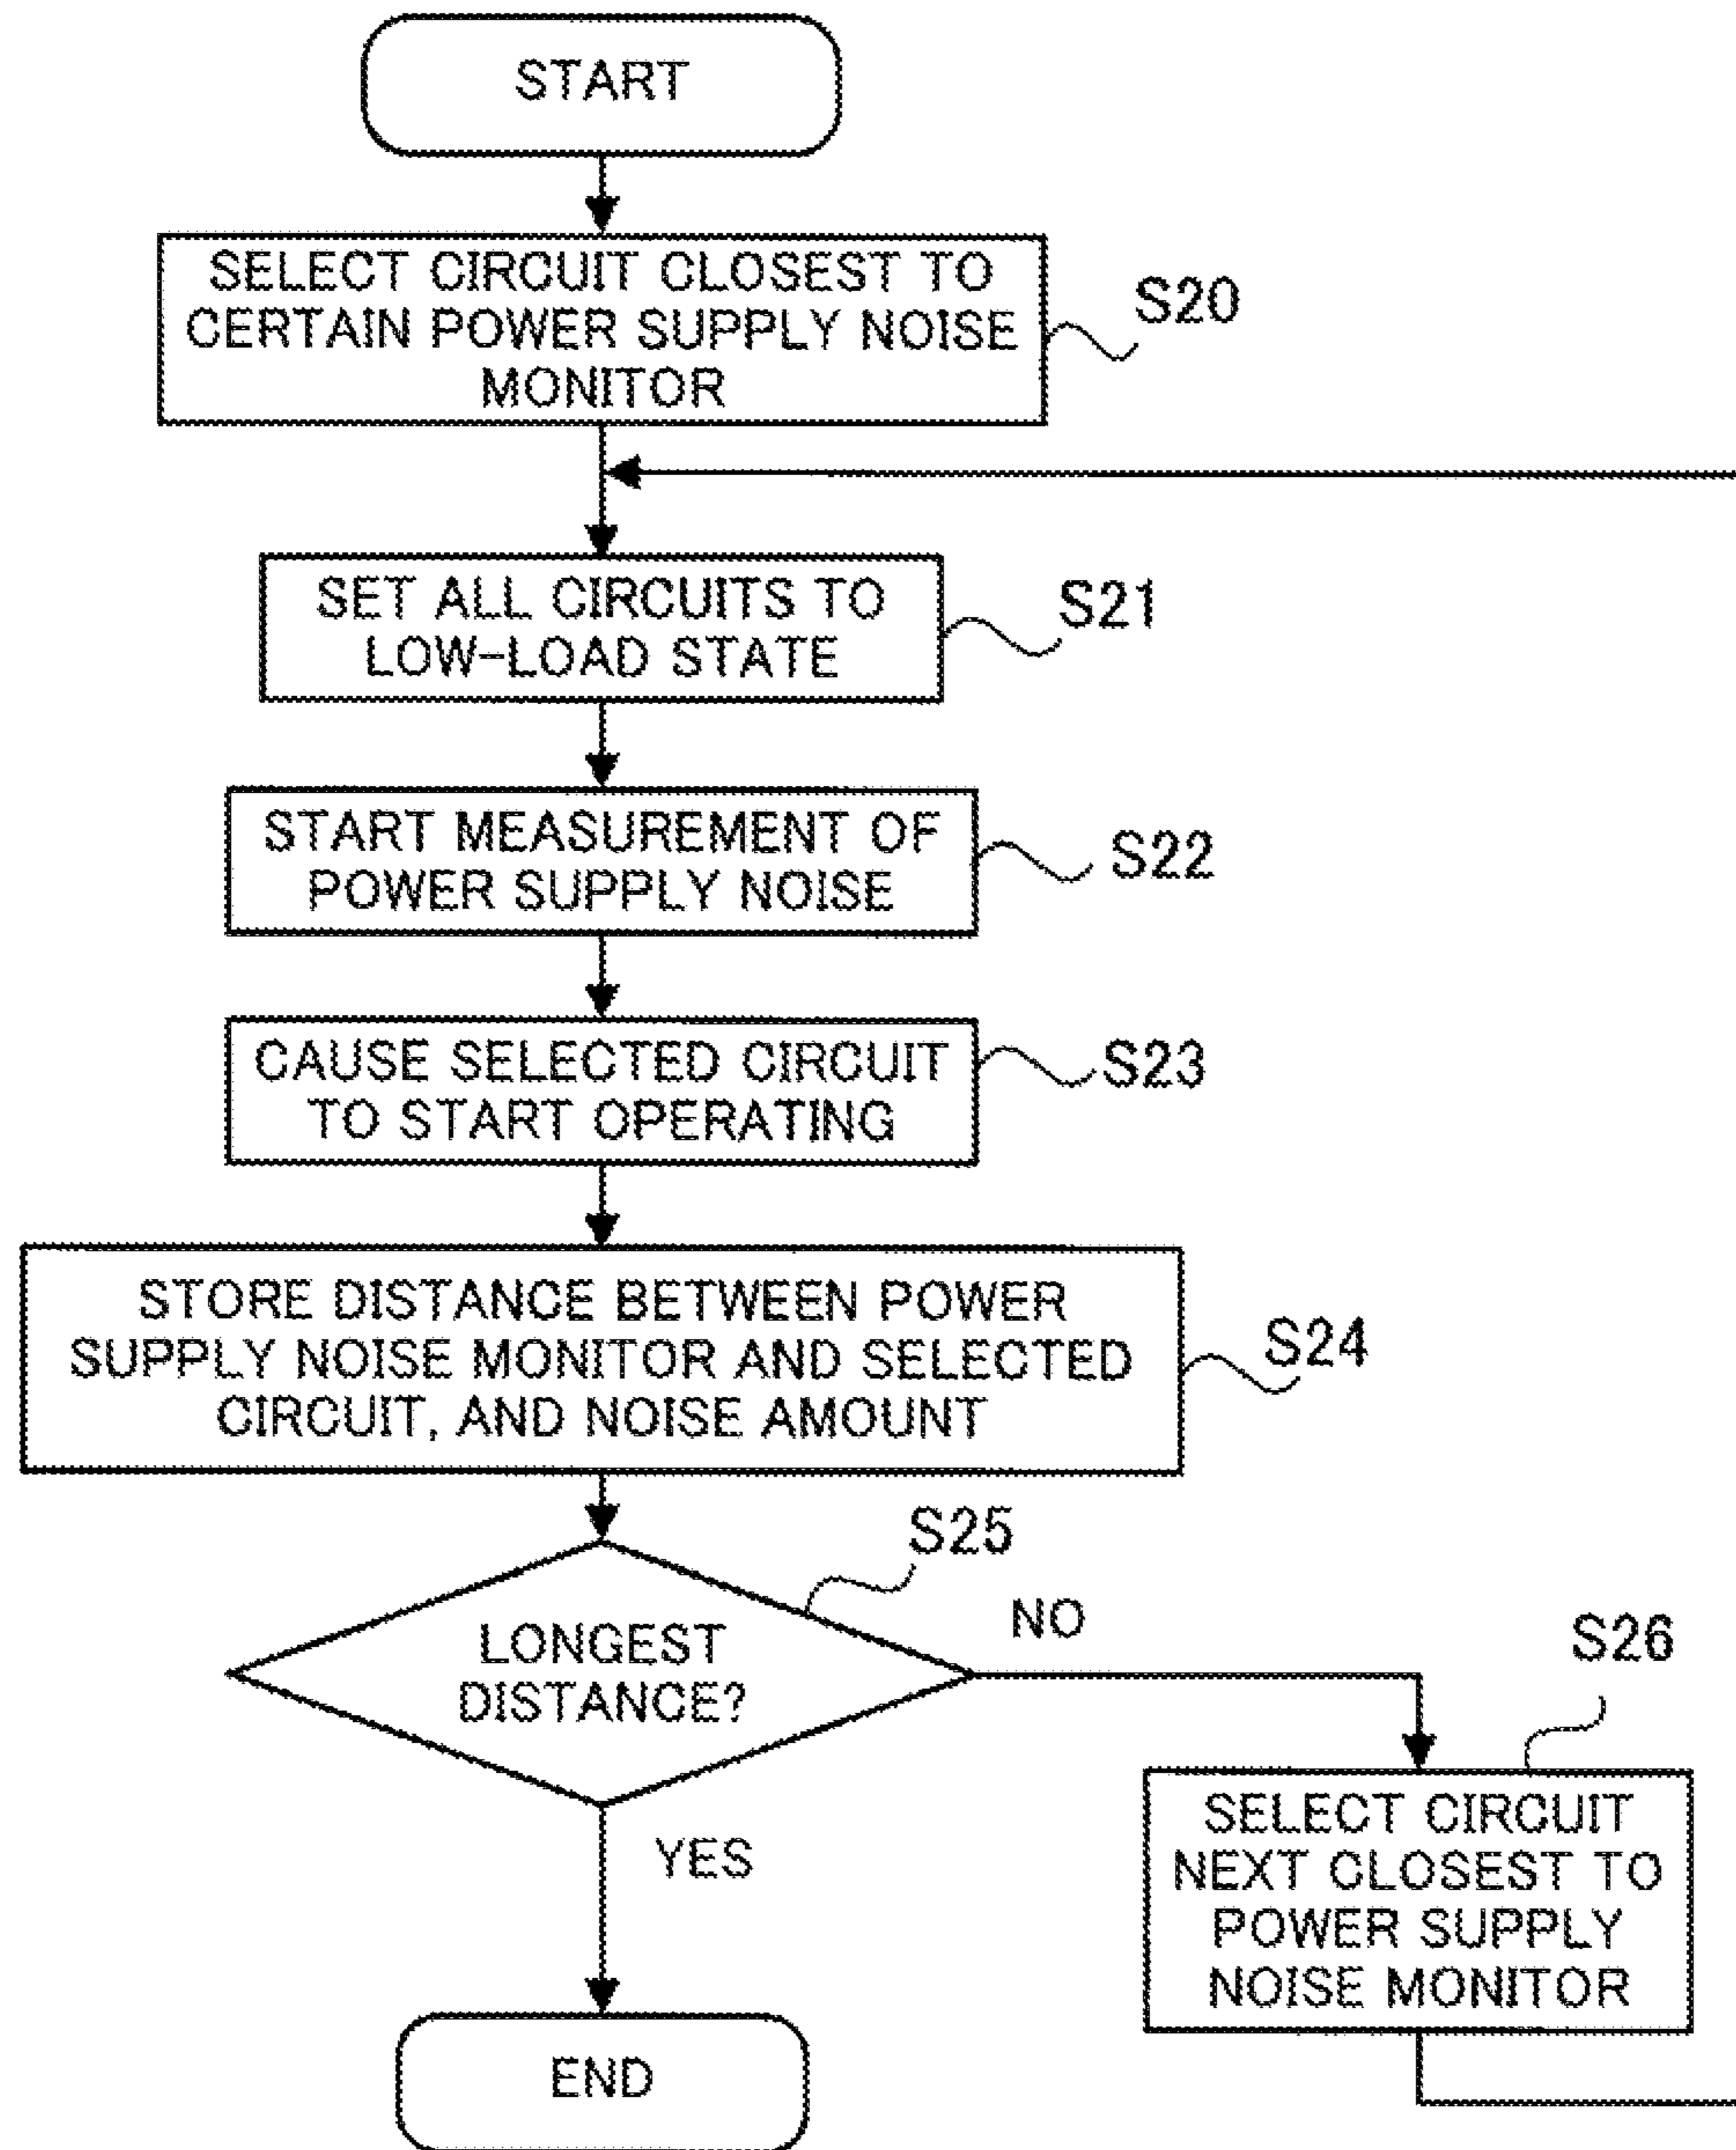 START
SELECT CIRCUIT CLOSEST TO
CERTAIN POWER SUPPLY NOISE
MONITOR
S20
SET ALL CIRCUITS TO
LOW-LOAD STATE
S21
START MEASUREMENT OF
POWER SUPPLY NOISE
S22
CAUSE SELECTED CIRCUIT
TO START OPERATING
S23
STORE DISTANCE BETWEEN POWER
SUPPLY NOISE MONITOR AND SELECTED
CIRCUIT, AND NOISE AMOUNT
S24
LONGEST
DISTANCE?
S25
NO
YES
S26
SELECT CIRCUIT
NEXT CLOSEST TO
POWER SUPPLY
NOISE MONITOR
END